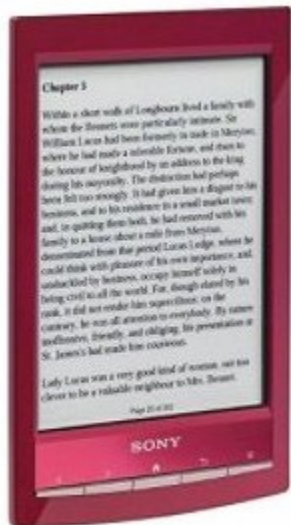 Chapter 5
Within a short walk of Longbourn lived a family with
whom the Bennets were particularly intimate. Sir
William Lucas had been formerly in trade in Meryton,
where he had made a tolerable fortune, and risen to
the honour of knighthood by an address to the king
during his mayoralty. The distinction had perhaps
been felt too strongly. It had given him a disgust to his
business, and to his residence in a small market town;
and, in quitting them both, he had removed with his
family to a house about a mile from Meryton,
denominated from that period Lucas Lodge, where he
could think with pleasure of his own importance, and,
unshackled by business, occupy himself solely in
being civil to all the world. For, though elated by his
rank, it did not render him supercilious; on the
contrary, he was all attention to everybody. By nature
inoffensive, friendly, and obliging, his presentation at
St. James's had made him courteous.
Lady Lucas was a very good kind of woman, not too
clever to be a valuable neighbour to Mrs. Bennet.
Page 25 of
SONY